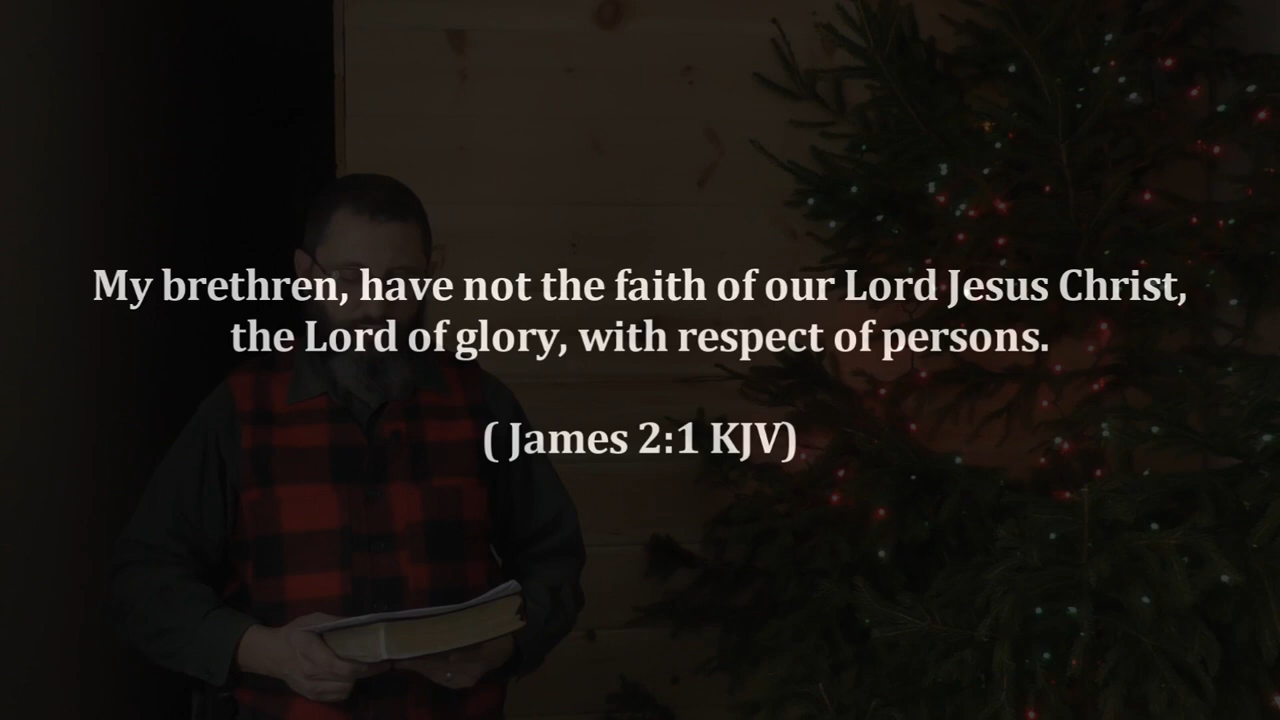 My brethren, have not the faith of our Lord Jesus Christ,
the Lord of glory, with respect of persons.
( James 2:1 KJV)